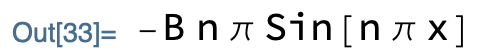 Out[33]= -B n π Sin[n π x]